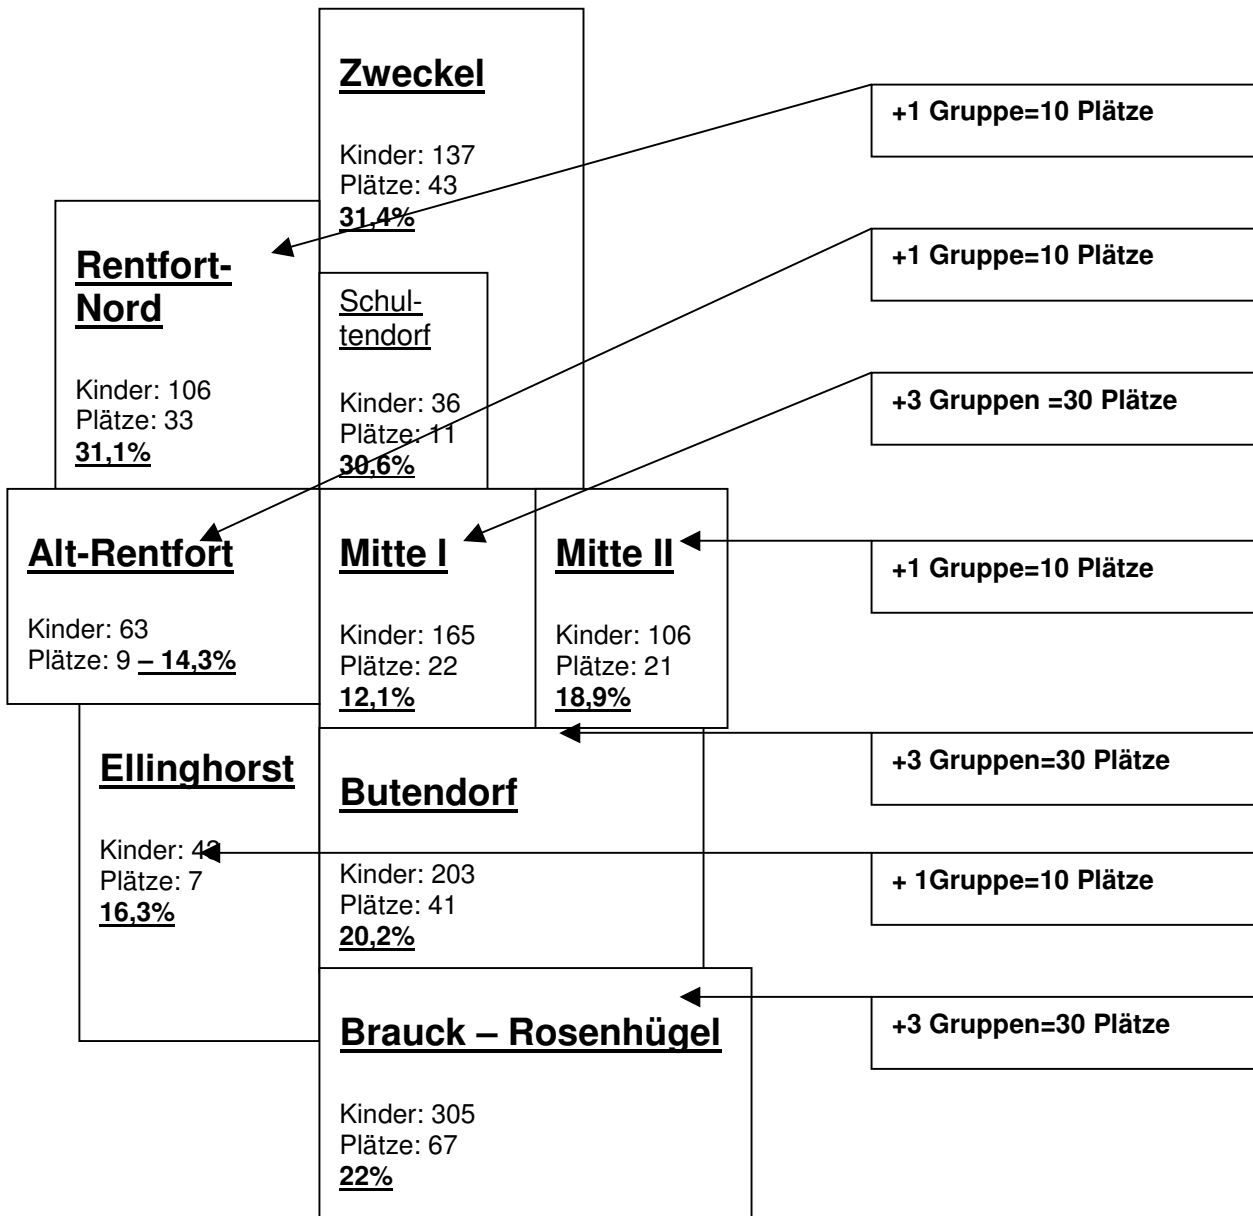 Zweckel
Kinder: 137
Plätze: 43
31,4%
+1 Gruppe=10 Plätze
Rentfort-
Nord
Kinder: 106
Plätze: 33
31,1%
+1 Gruppe=10 Plätze
Schul-
tendorf
Kinder: 36
Plätze: 11
30,6%
+3 Gruppen =30 Plätze
Alt-Rentfort
Kinder: 63
Plätze: 9 – 14,3%
Mitte I
Kinder: 165
Plätze: 22
12,1%
Mitte II
Kinder: 106
Plätze: 21
18,9%
+1 Gruppe=10 Plätze
Ellinghorst
Kinder: 43
Plätze: 7
16,3%
Butendorf
Kinder: 203
Plätze: 41
20,2%
+3 Gruppen=30 Plätze
+ 1Gruppe=10 Plätze
Brauck – Rosenhügel
Kinder: 305
Plätze: 67
22%
+3 Gruppen=30 Plätze